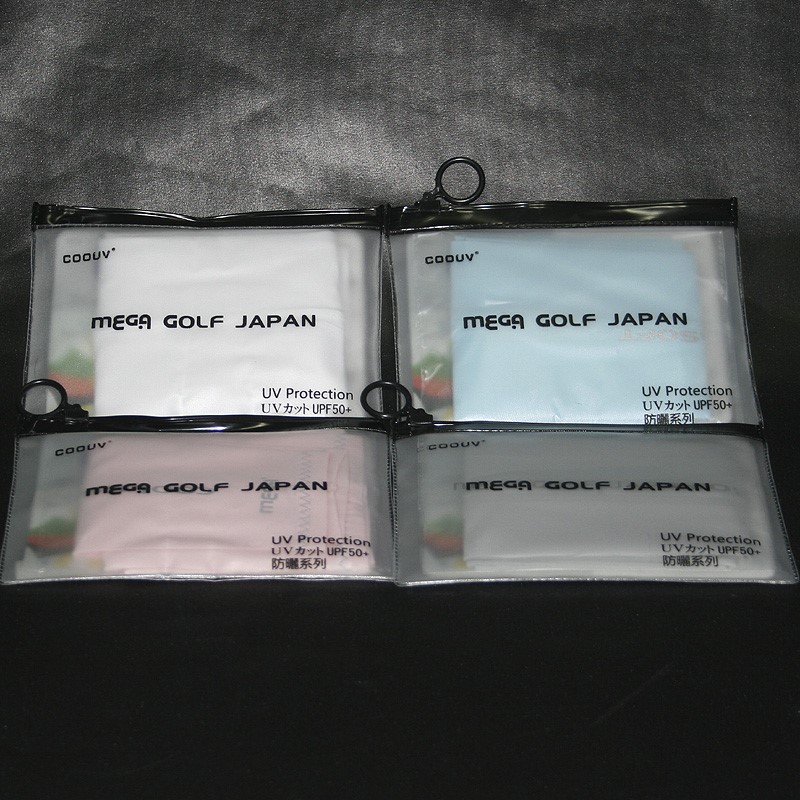 COOUV
MEGA GOLF JAPAN
UV Protection
UVカット UPF50+
COOUV
MEGA GOLF JAPAN
UV Protection
UVカット UPF50+
防曬系列
COOUV
MEGA GOLF JAPAN
UV Protection
UVカット UPF50+
防曬系列
COOUV
MEGA GOLF JAPAN
UV Protection
UVカット UPF50+
防曬系列